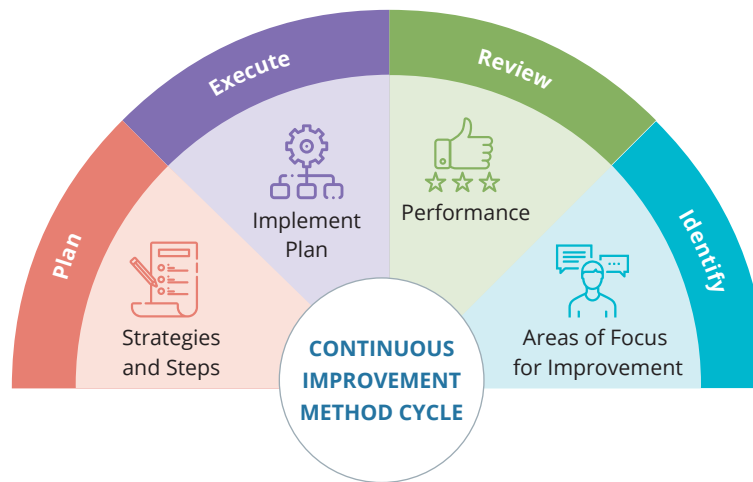 Plan
Strategies
and Steps
Execute
Implement
Plan
Review
Performance
Identify
Areas of Focus
for Improvement
CONTINUOUS
IMPROVEMENT
METHOD CYCLE